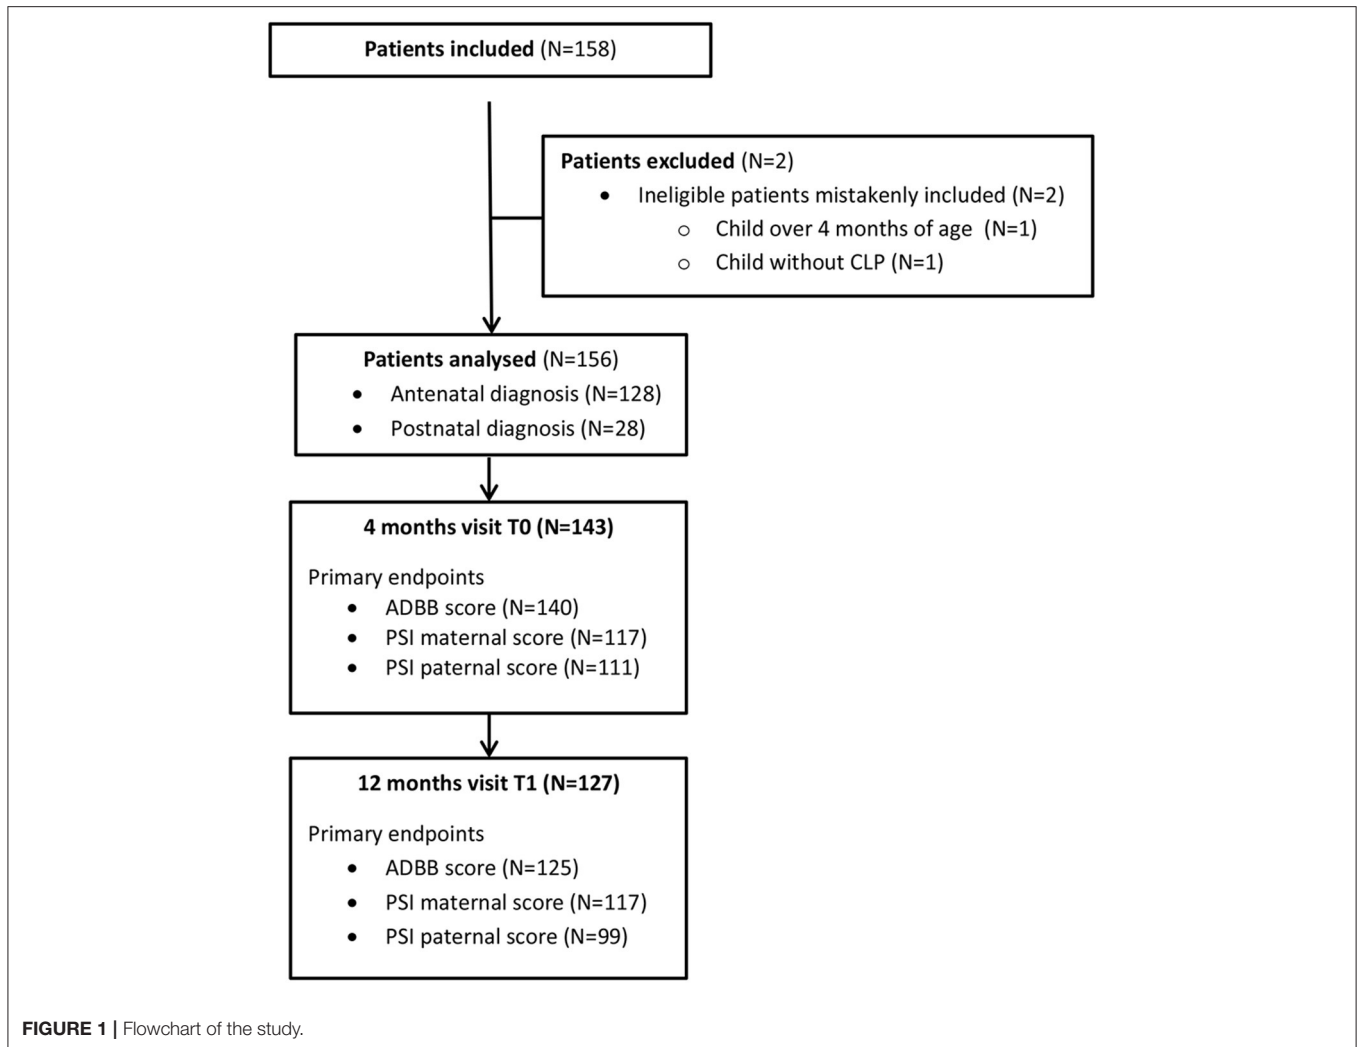 Patients included (N=158)
Patients excluded (N=2)
• Ineligible patients mistakenly included (N=2)
o Child over 4 months of age (N=1)
o Child without CLP (N=1)
Patients analysed (N=156)
• Antenatal diagnosis (N=128)
• Postnatal diagnosis (N=28)
4 months visit T0 (N=143)
Primary endpoints
• ADBB score (N=140)
• PSI maternal score (N=117)
• PSI paternal score (N=111)
12 months visit T1 (N=127)
Primary endpoints
• ADBB score (N=125)
• PSI maternal score (N=117)
• PSI paternal score (N=99)
FIGURE 1 | Flowchart of the study.